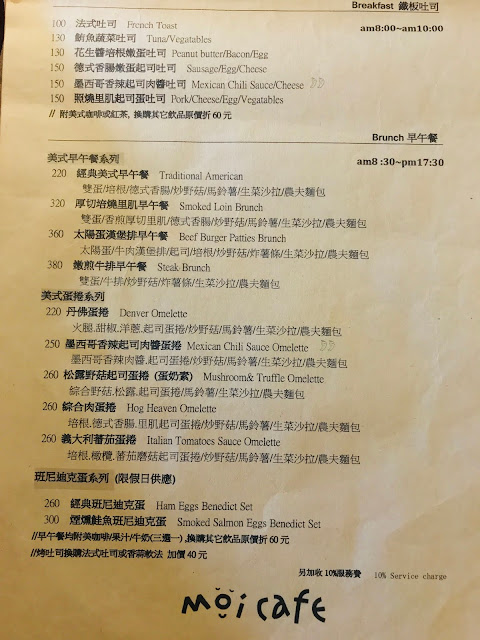 Breakfast 鐵板吐司
100 法式吐司 French Toast am8:00~am10:00
130 鮪魚蔬菜吐司 Tuna/Vegatables
130 花生醬培根嫩蛋吐司 Peanut butter/Bacon/Egg
150 德式香腸嫩蛋起司吐司 Sausage/Egg/Cheese
150 墨西哥香辣起司肉醬吐司 Mexican Chili Sauce/Cheese
150 照燒里肌起司蛋吐司 Pork/Cheese/Egg/Vegatables
// 附美式咖啡或紅茶, 換購其它飲品原價折 60 元
Brunch 早午餐
美式早午餐系列 am8 :30~pm17:30
220 經典美式早午餐 Traditional American
雙蛋/培根/德式香腸/炒野菇/馬鈴薯/生菜沙拉/農夫麵包
320 厚切培燒里肌早午餐 Smoked Loin Brunch
雙蛋/香煎厚切里肌/德式香腸/炒野菇/馬鈴薯/生菜沙拉/農夫麵包
360 太陽蛋漢堡排早午餐 Beef Burger Patties Brunch
太陽蛋/牛肉漢堡排/起司/培根/炒野菇/炸薯條/生菜沙拉/農夫麵包
380 嫩煎牛排早午餐 Steak Brunch
雙蛋/牛排/炒野菇/炸薯條/生菜沙拉/農夫麵包
美式蛋捲系列
220 丹佛蛋捲 Denver Omelette
火腿.甜椒.洋蔥.起司蛋捲/炒野菇/馬鈴薯/生菜沙拉/農夫麵包
250 墨西哥香辣起司肉醬蛋捲 Mexican Chili Sauce Omelette
墨西哥香辣肉醬.起司蛋捲/炒野菇/馬鈴薯/生菜沙拉/農夫麵包
260 松露野菇起司蛋捲 (蛋奶素) Mushroom& Truffle Omelette
綜合野菇.松露.起司蛋捲/馬鈴薯/生菜沙拉/農夫麵包
260 綜合肉蛋捲 Hog Heaven Omelette
培根.德式香腸.里肌起司蛋捲/炒野菇/馬鈴薯/生菜沙拉/農夫麵包
260 義大利蕃茄蛋捲 Italian Tomatoes Sauce Omelette
培根.橄欖.蕃茄蘑菇起司蛋捲/炒野菇/馬鈴薯/生菜沙拉/農夫麵包
班尼迪克蛋系列 (限假日供應)
260 經典班尼迪克蛋 Ham Eggs Benedict Set
300 煙燻鮭魚班尼迪克蛋 Smoked Salmon Eggs Benedict Set
//早午餐均附美咖啡/果汁/牛奶(三選一),換購其它飲品原價折 60 元
//烤吐司換購法式吐司或香蒜軟法 加價 40 元
另加收 10%服務費 10% Service charge
moi cafe